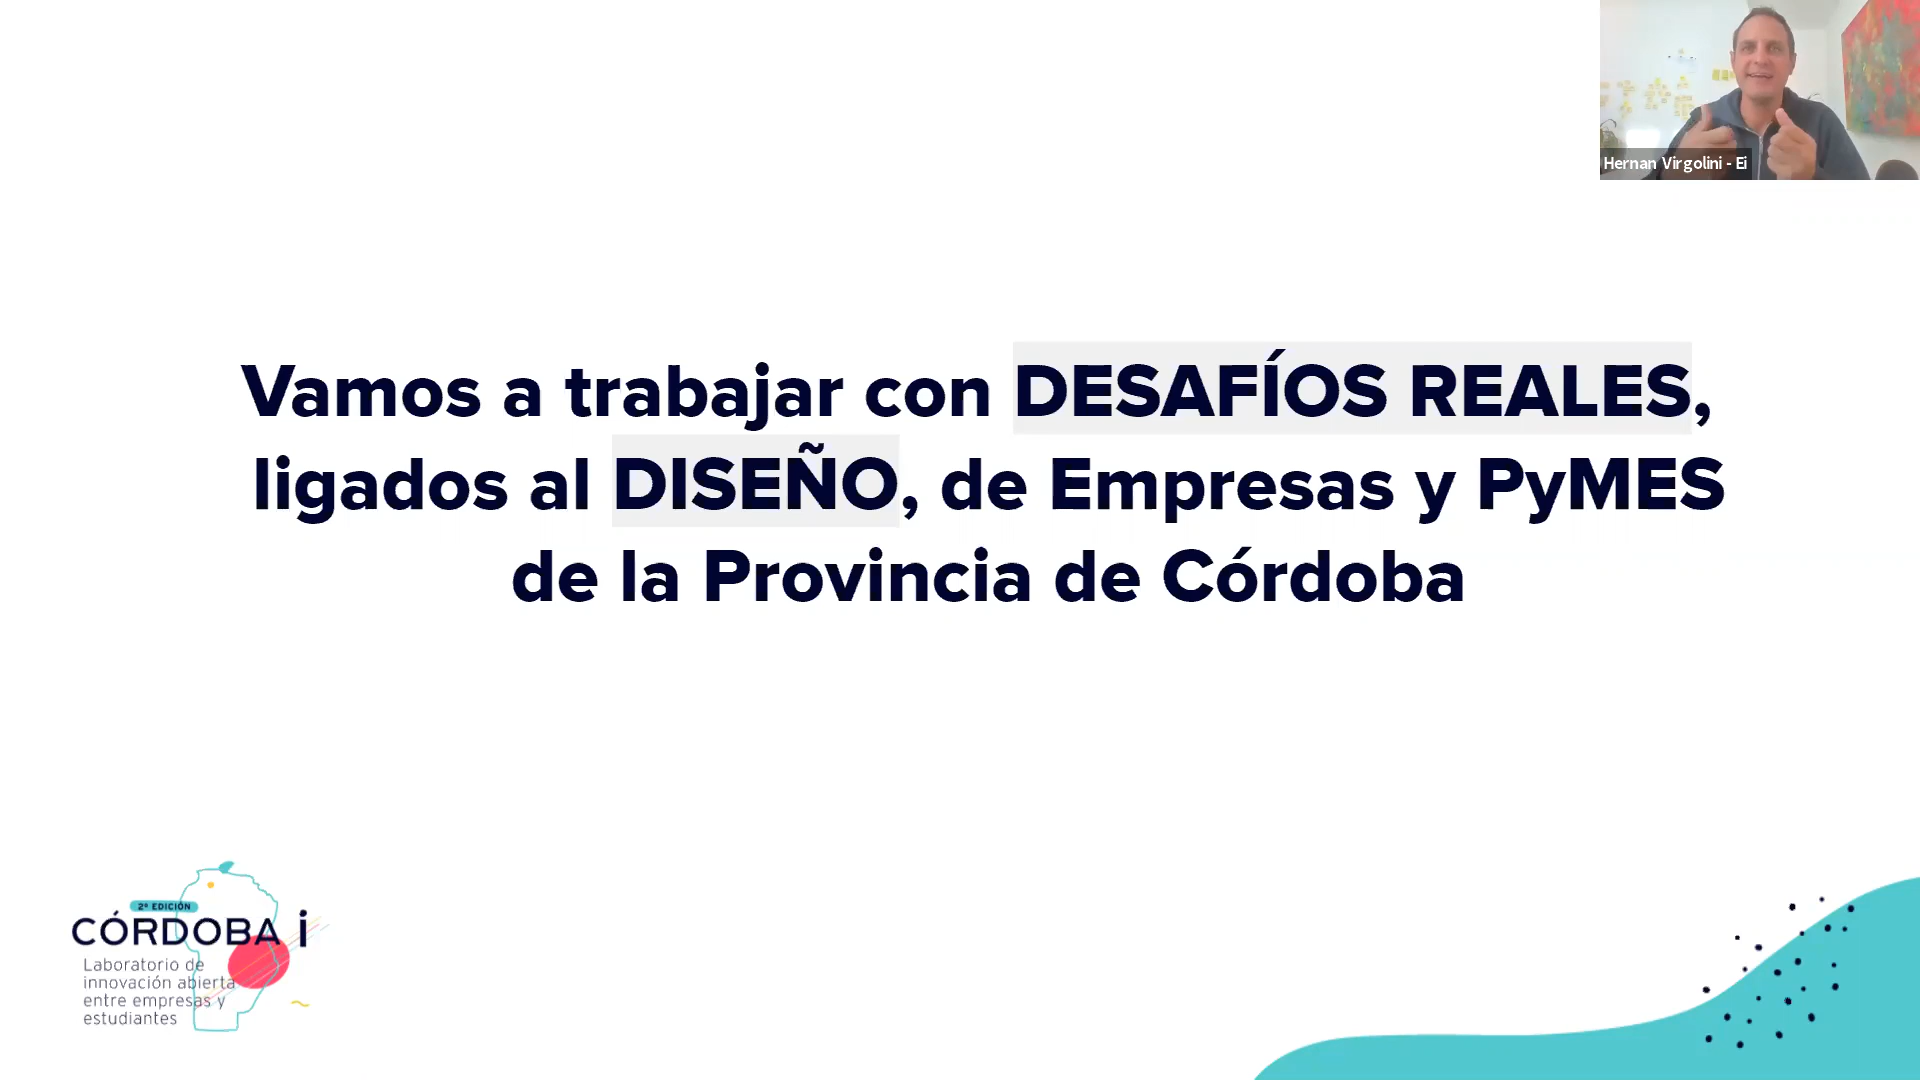 Hernan Virgolini - Ei
Vamos a trabajar con DESAFÍOS REALES,
ligados al DISEÑO, de Empresas y PyMES
de la Provincia de Córdoba
2ª EDICIÓN
CÓRDOBA i
Laboratorio de
innovación abierta
entre empresas y
estudiantes